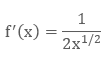 f′(x) = 1/(2x^{1/2})